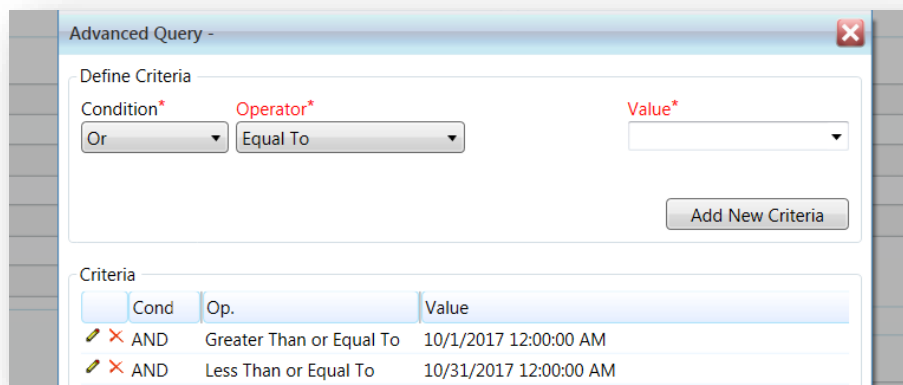 Advanced Query -
Define Criteria
Condition* Operator* Value*
Or Equal To
Add New Criteria
Criteria
Cond Op. Value
AND Greater Than or Equal To 10/1/2017 12:00:00 AM
AND Less Than or Equal To 10/31/2017 12:00:00 AM